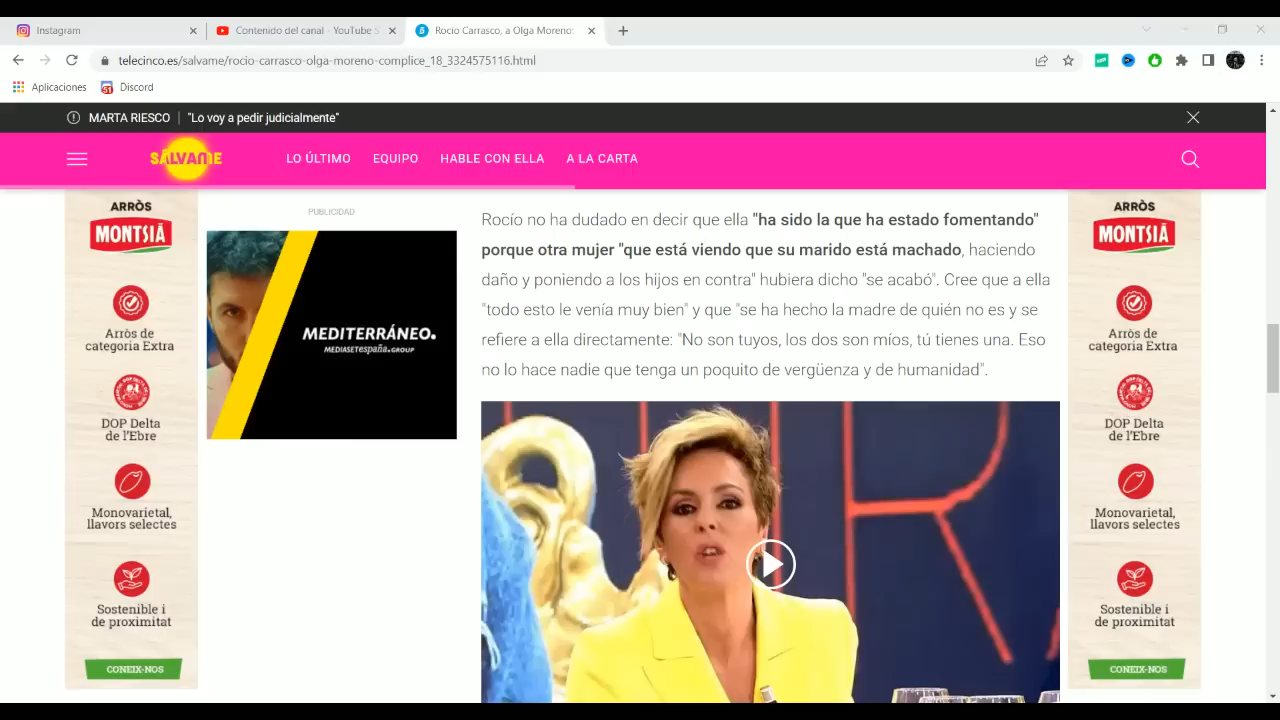 Instagram
Contenido del canal - YouTube S
Rocío Carrasco, a Olga Moreno:
telecinco.es/salvame/rocio-carrasco-olga-moreno-complice_18_3324575116.html
Aplicaciones
Discord
MARTA RIESCO | "Lo voy a pedir judicialmente"
SÁLVAME
LO ÚLTIMO
EQUIPO
HABLE CON ELLA
A LA CARTA
ARRÒS
MONTSIÀ
Arròs de
categoria Extra
DOP Delta
de l'Ebre
Monovarietal,
llavors selectes
Sostenible i
de proximitat
CONEIX-NOS
PUBLICIDAD
MEDITERRÁNEO.
MEDIASETespaña.GROUP
Rocío no ha dudado en decir que ella "ha sido la que ha estado fomentando"
porque otra mujer "que está viendo que su marido está machado, haciendo
daño y poniendo a los hijos en contra" hubiera dicho "se acabó". Cree que a ella
"todo esto le venía muy bien" y que "se ha hecho la madre de quién no es y se
refiere a ella directamente: "No son tuyos, los dos son míos, tú tienes una. Eso
no lo hace nadie que tenga un poquito de vergüenza y de humanidad".
ARRÒS
MONTSIÀ
Arròs de
categoria Extra
DOP Delta
de l'Ebre
Monovarietal,
llavors selectes
Sostenible i
de proximitat
CONEIX-NOS